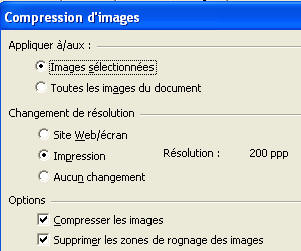 Compression d'images
Appliquer à/aux :
Images sélectionnées
Toutes les images du document
Changement de résolution
Site Web/écran
Impression Résolution : 200 ppp
Aucun changement
Options
Compresser les images
Supprimer les zones de rognage des images